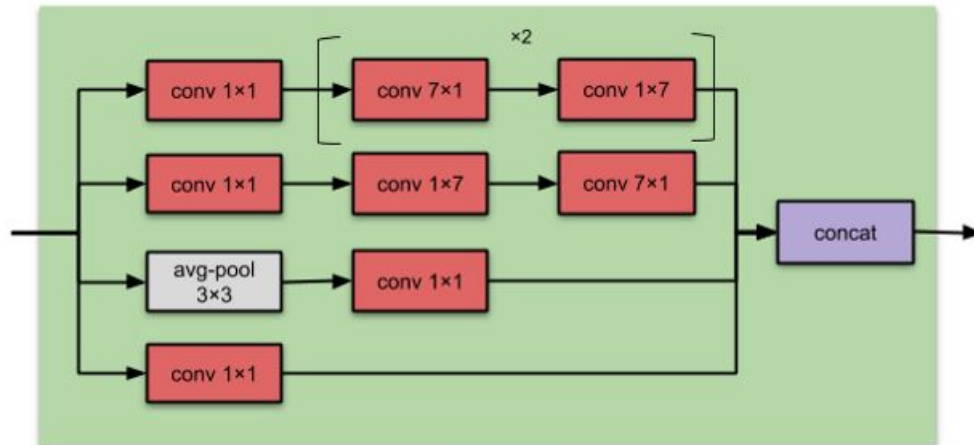 ×2
conv 1×1
conv 7×1
conv 1×7
conv 1×1
conv 1×7
conv 7×1
avg-pool
3×3
conv 1×1
concat
conv 1×1